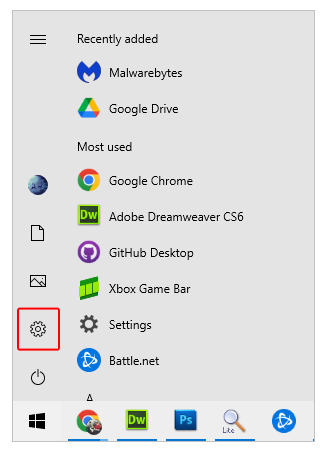 Recently added
Malwarebytes
Google Drive
Most used
Google Chrome
Dw
Adobe Dreamweaver CS6
GitHub Desktop
Xbox Game Bar
Settings
Battle.net
A
Dw
Ps
Lite